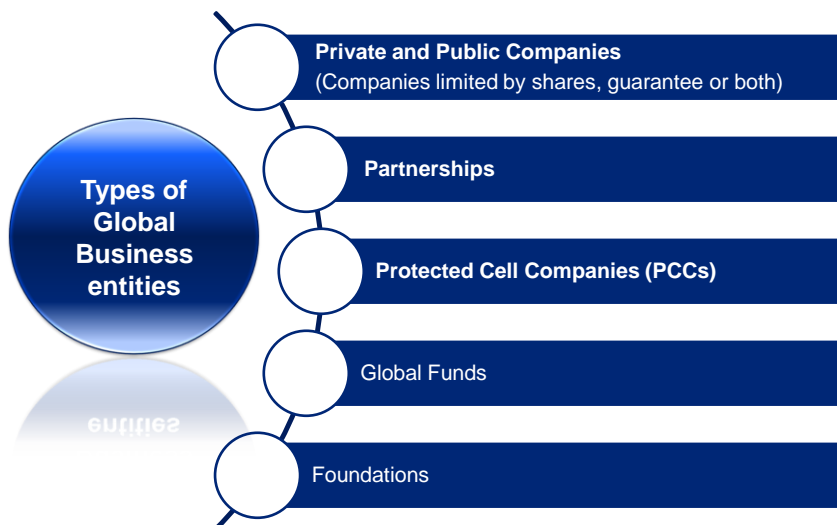 Types of
Global
Business
entities
Private and Public Companies
(Companies limited by shares, guarantee or both)
Partnerships
Protected Cell Companies (PCCs)
Global Funds
Foundations